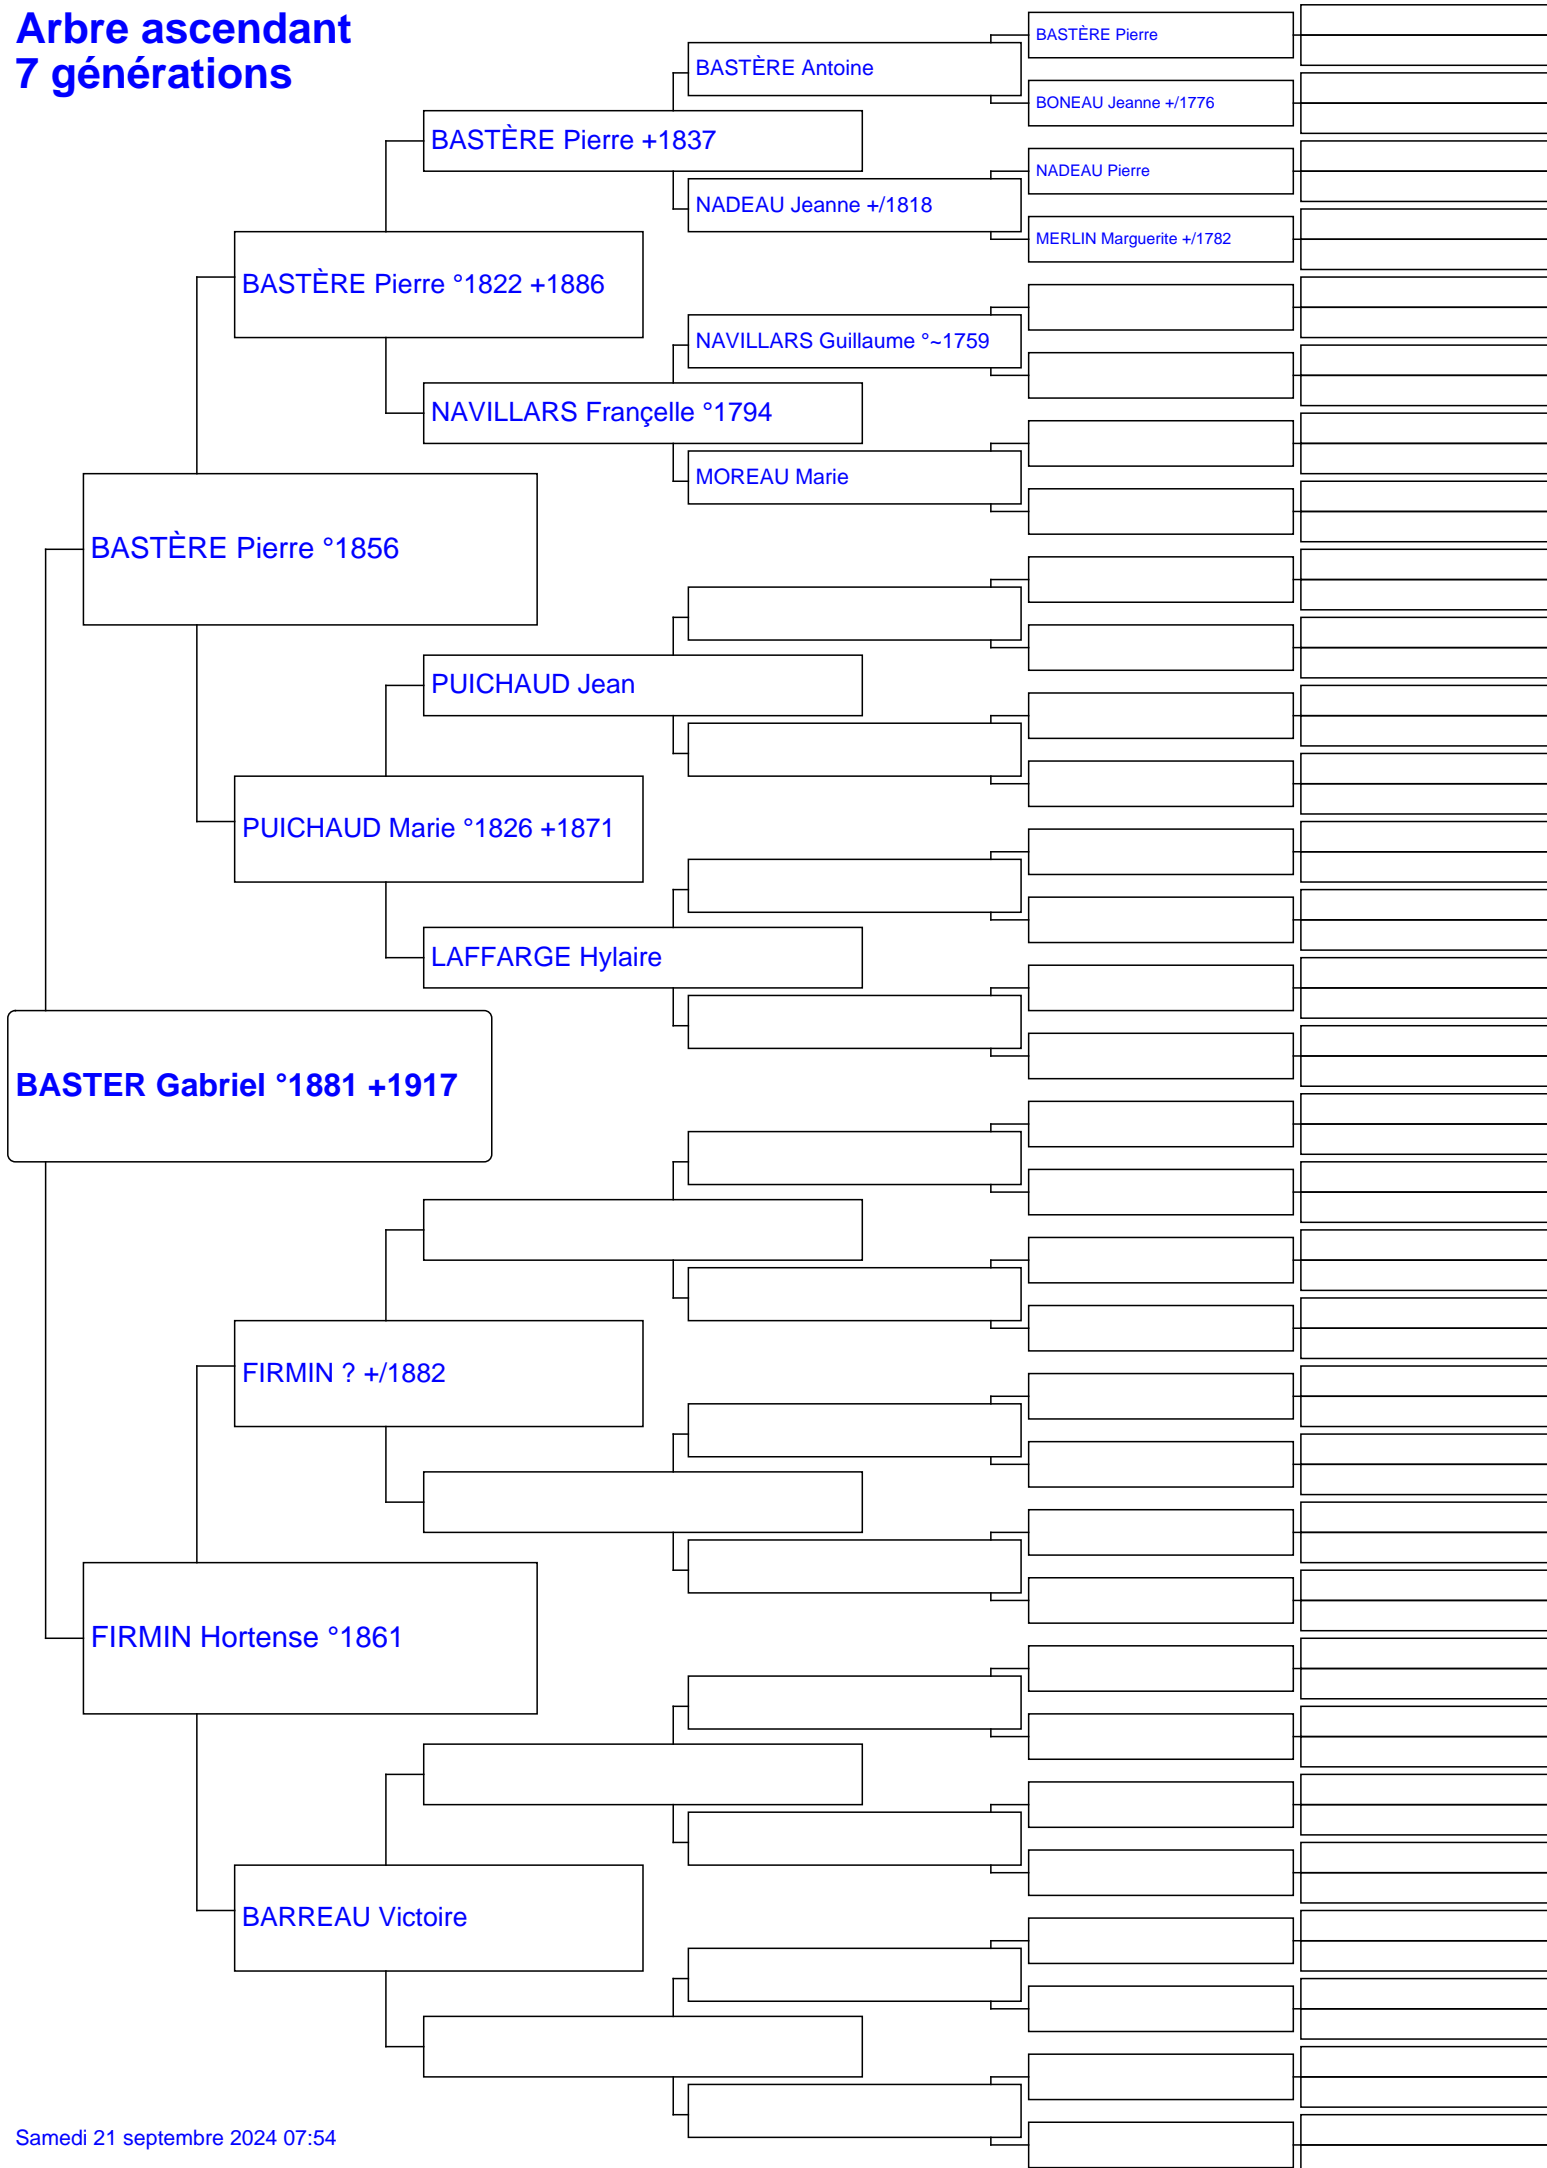 Arbre ascendant
7 générations
BASTÈRE Pierre
BASTÈRE Antoine
BONEAU Jeanne +/1776
BASTÈRE Pierre +1837
NADEAU Pierre
NADEAU Jeanne +/1818
MERLIN Marguerite +/1782
BASTÈRE Pierre °1822 +1886
NAVILLARS Guillaume °~1759
NAVILLARS Françelle °1794
MOREAU Marie
BASTÈRE Pierre °1856
PUICHAUD Jean
PUICHAUD Marie °1826 +1871
LAFFARGE Hylaire
BASTER Gabriel °1881 +1917
FIRMIN ? +/1882
FIRMIN Hortense °1861
BARREAU Victoire
Samedi 21 septembre 2024 07:54